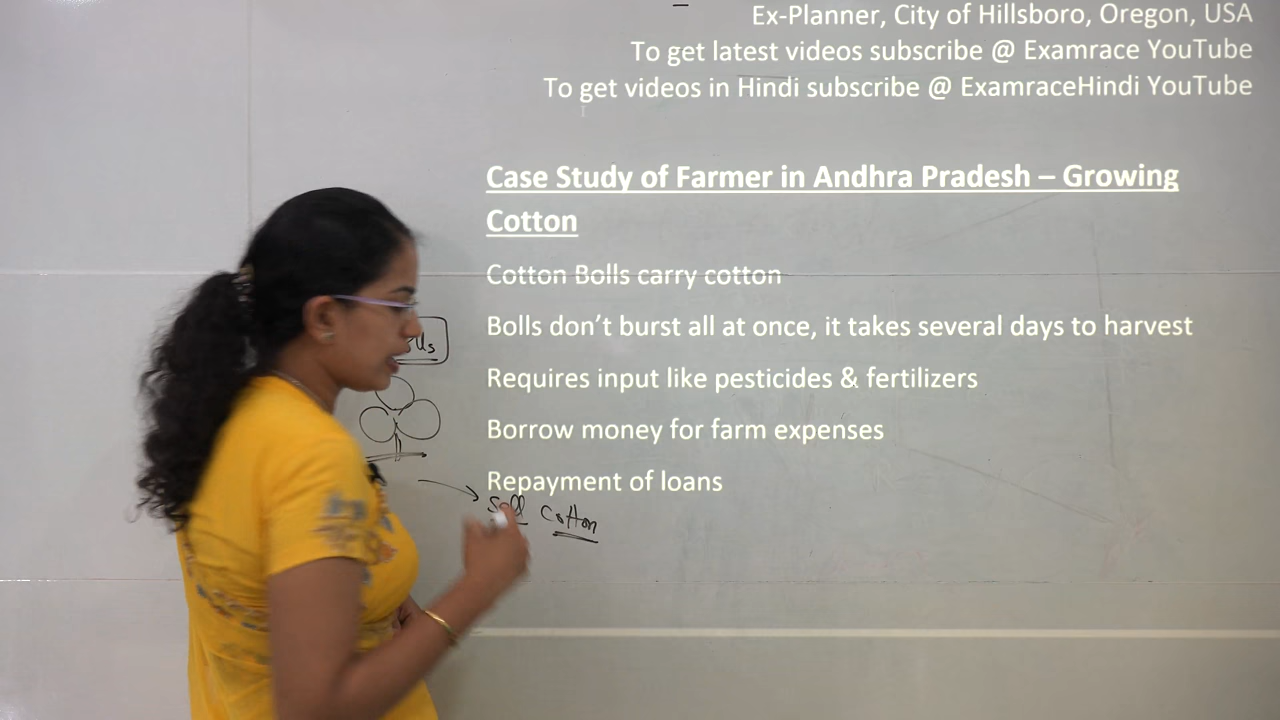 Ex-Planner, City of Hillsboro, Oregon, USA
To get latest videos subscribe @ Examrace YouTube
To get videos in Hindi subscribe @ ExamraceHindi YouTube
Case Study of Farmer in Andhra Pradesh – Growing
Cotton
Cotton Bolls carry cotton
Bolls don't burst all at once, it takes several days to harvest
Requires input like pesticides & fertilizers
Borrow money for farm expenses
Repayment of loans
Sell Cotton